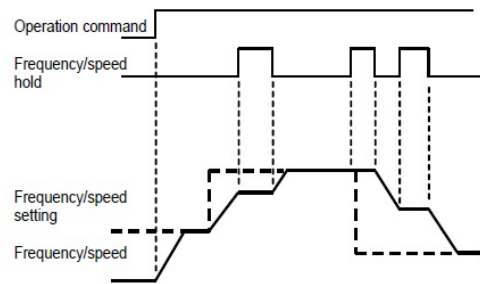 Operation command
Frequency/speed
hold
Frequency/speed
setting
Frequency/speed